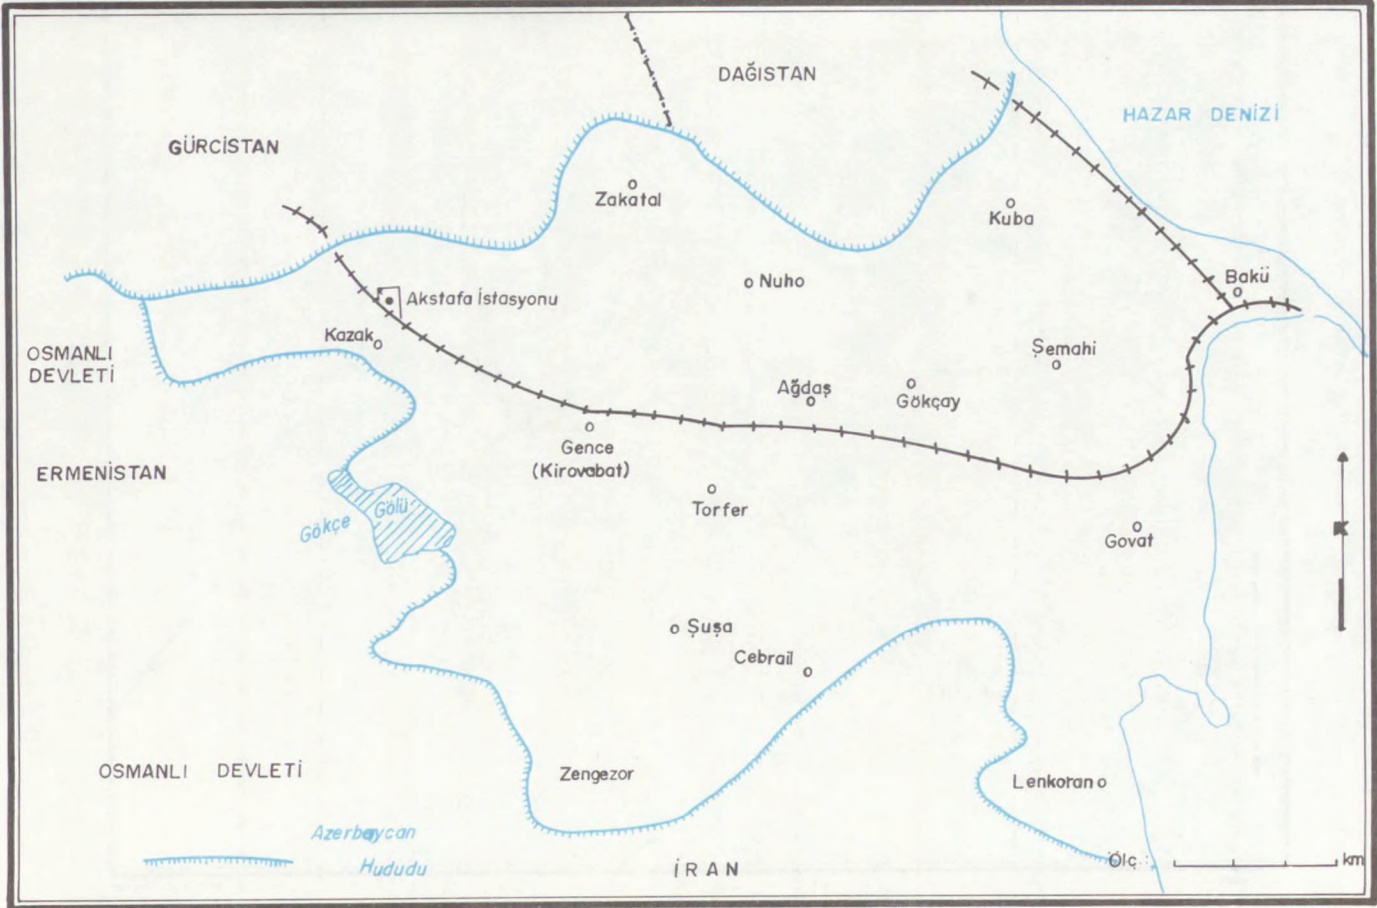 DAĞISTAN
HAZAR DENİZİ
GÜRCİSTAN
Zakatal
Kuba
Nuho
Bakü
Akstafa İstasyonu
Kazak
Şemahi
OSMANLI
DEVLETİ
Ağdaş
Gökçay
Gence
(Kirovabat)
ERMENİSTAN
Torfer
Gölü
Gökçe
K
Govat
Şuşa
Cebrail
OSMANLI DEVLETİ
Zengezor
Lenkoran
Azerbaycan
Hududu
İRAN
Ölç. km